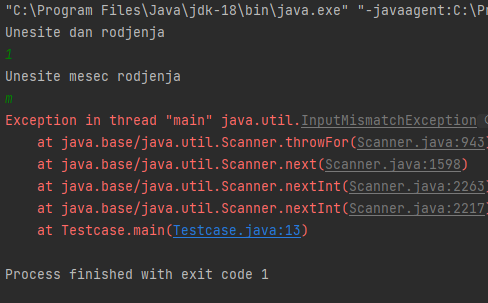 "C:\Program Files\Java\jdk-18\bin\java.exe" "-javaagent:C:\Pr
Unesite dan rodjenja
1
Unesite mesec rodjenja
m
Exception in thread "main" java.util.InputMismatchException
at java.base/java.util.Scanner.throwFor(Scanner.java:943)
at java.base/java.util.Scanner.next(Scanner.java:1598)
at java.base/java.util.Scanner.nextInt(Scanner.java:2263)
at java.base/java.util.Scanner.nextInt(Scanner.java:2217)
at Testcase.main(Testcase.java:13)
Process finished with exit code 1